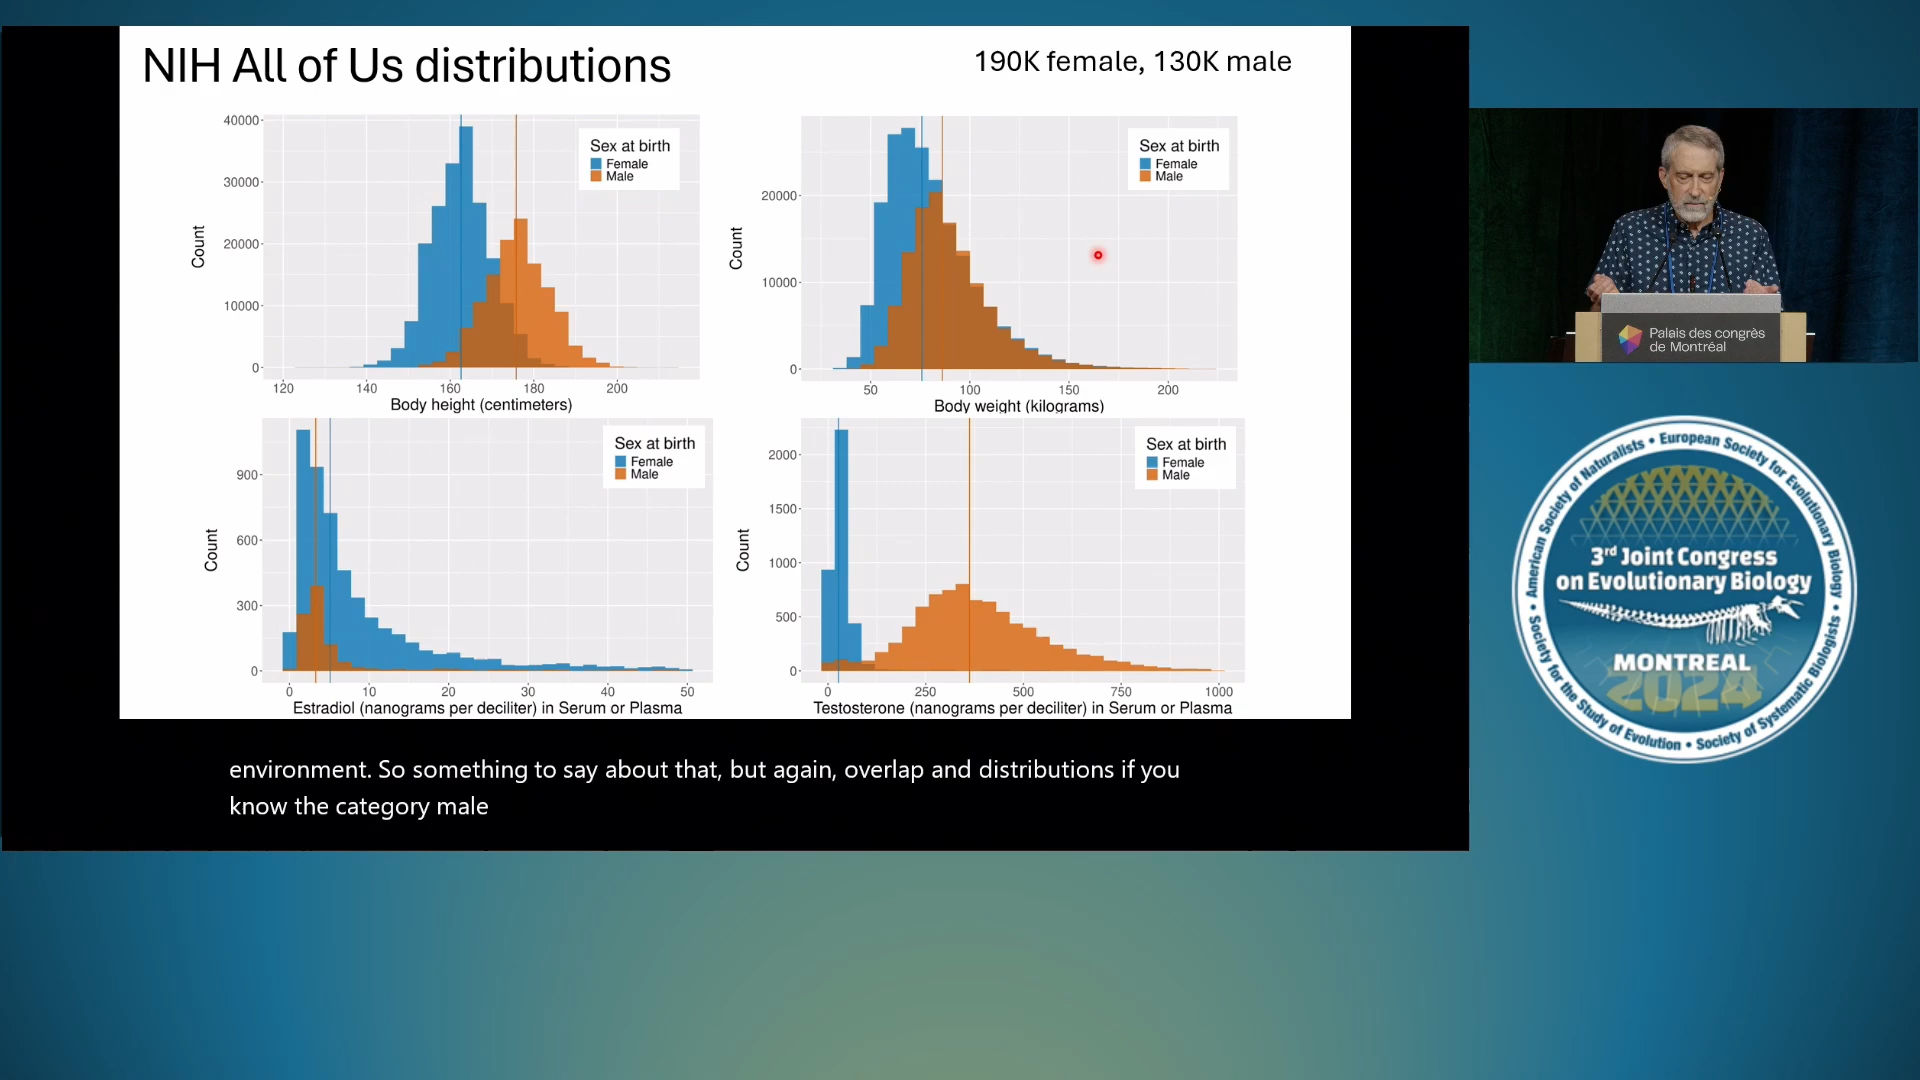 NIH All of Us distributions
190K female, 130K male
40000
30000
20000
10000
0
Count
120
140
160
180
200
Body height (centimeters)
Sex at birth
Female
Male
20000
10000
0
Count
50
100
150
200
Body weight (kilograms)
Sex at birth
Female
Male
900
600
300
0
Count
0
10
20
30
40
50
Estradiol (nanograms per deciliter) in Serum or Plasma
Sex at birth
Female
Male
2000
1500
1000
500
0
Count
0
250
500
750
1000
Testosterone (nanograms per deciliter) in Serum or Plasma
Sex at birth
Female
Male
environment. So something to say about that, but again, overlap and distributions if you
know the category male
Palais des congrès
de Montréal
American Society of Naturalists • European Society for Evolutionary Biology •
Society for the Study of Evolution • Society of Systematic Biologists •
3rd Joint Congress
on Evolutionary Biology
MONTREAL
2024